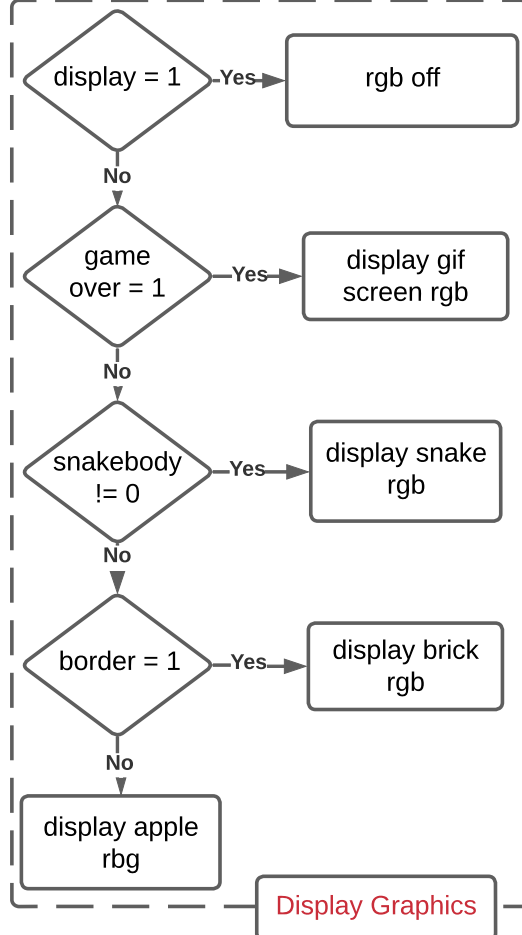 display = 1
Yes
rgb off
No
game
over = 1
Yes
display gif
screen rgb
No
snakebody
!= 0
Yes
display snake
rgb
No
border = 1
Yes
display brick
rgb
No
display apple
rbg
Display Graphics